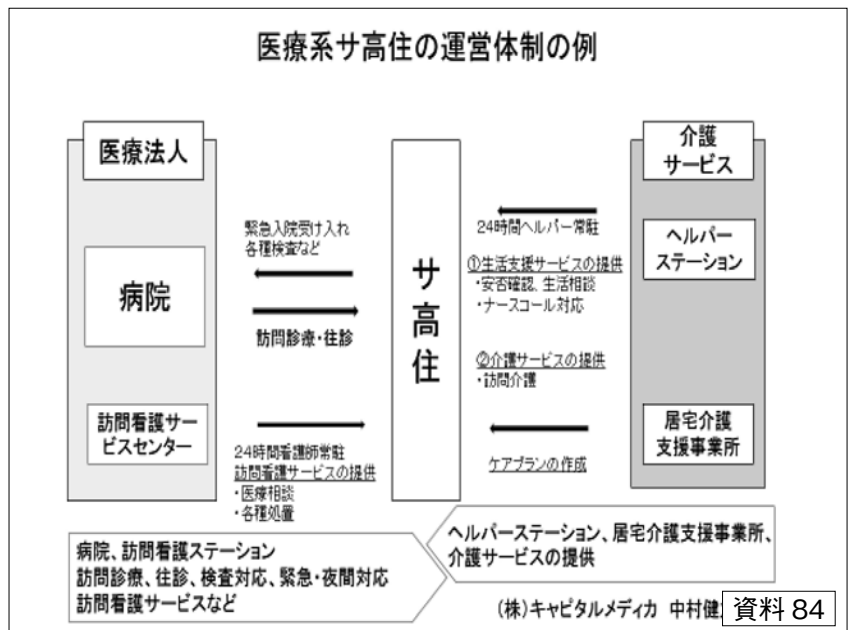 医療系サ高住の運営体制の例
医療法人
病院
訪問看護サー
ビスセンター
緊急入院受け入れ
各種検査など
訪問診療・往診
24時間看護師常駐
訪問看護サービスの提供
・医療相談
・各種処置
サ高住
24時間ヘルパー常駐
①生活支援サービスの提供
・安否確認、生活相談
・ナースコール対応
②介護サービスの提供
・訪問介護
ケアプランの作成
介護
サービス
ヘルパー
ステーション
居宅介護
支援事業所
病院、訪問看護ステーション
訪問診療、往診、検査対応、緊急・夜間対応
訪問看護サービスなど
ヘルパーステーション、居宅介護支援事業所、
介護サービスの提供
(株)キャピタルメディカ 中村健
資料 84